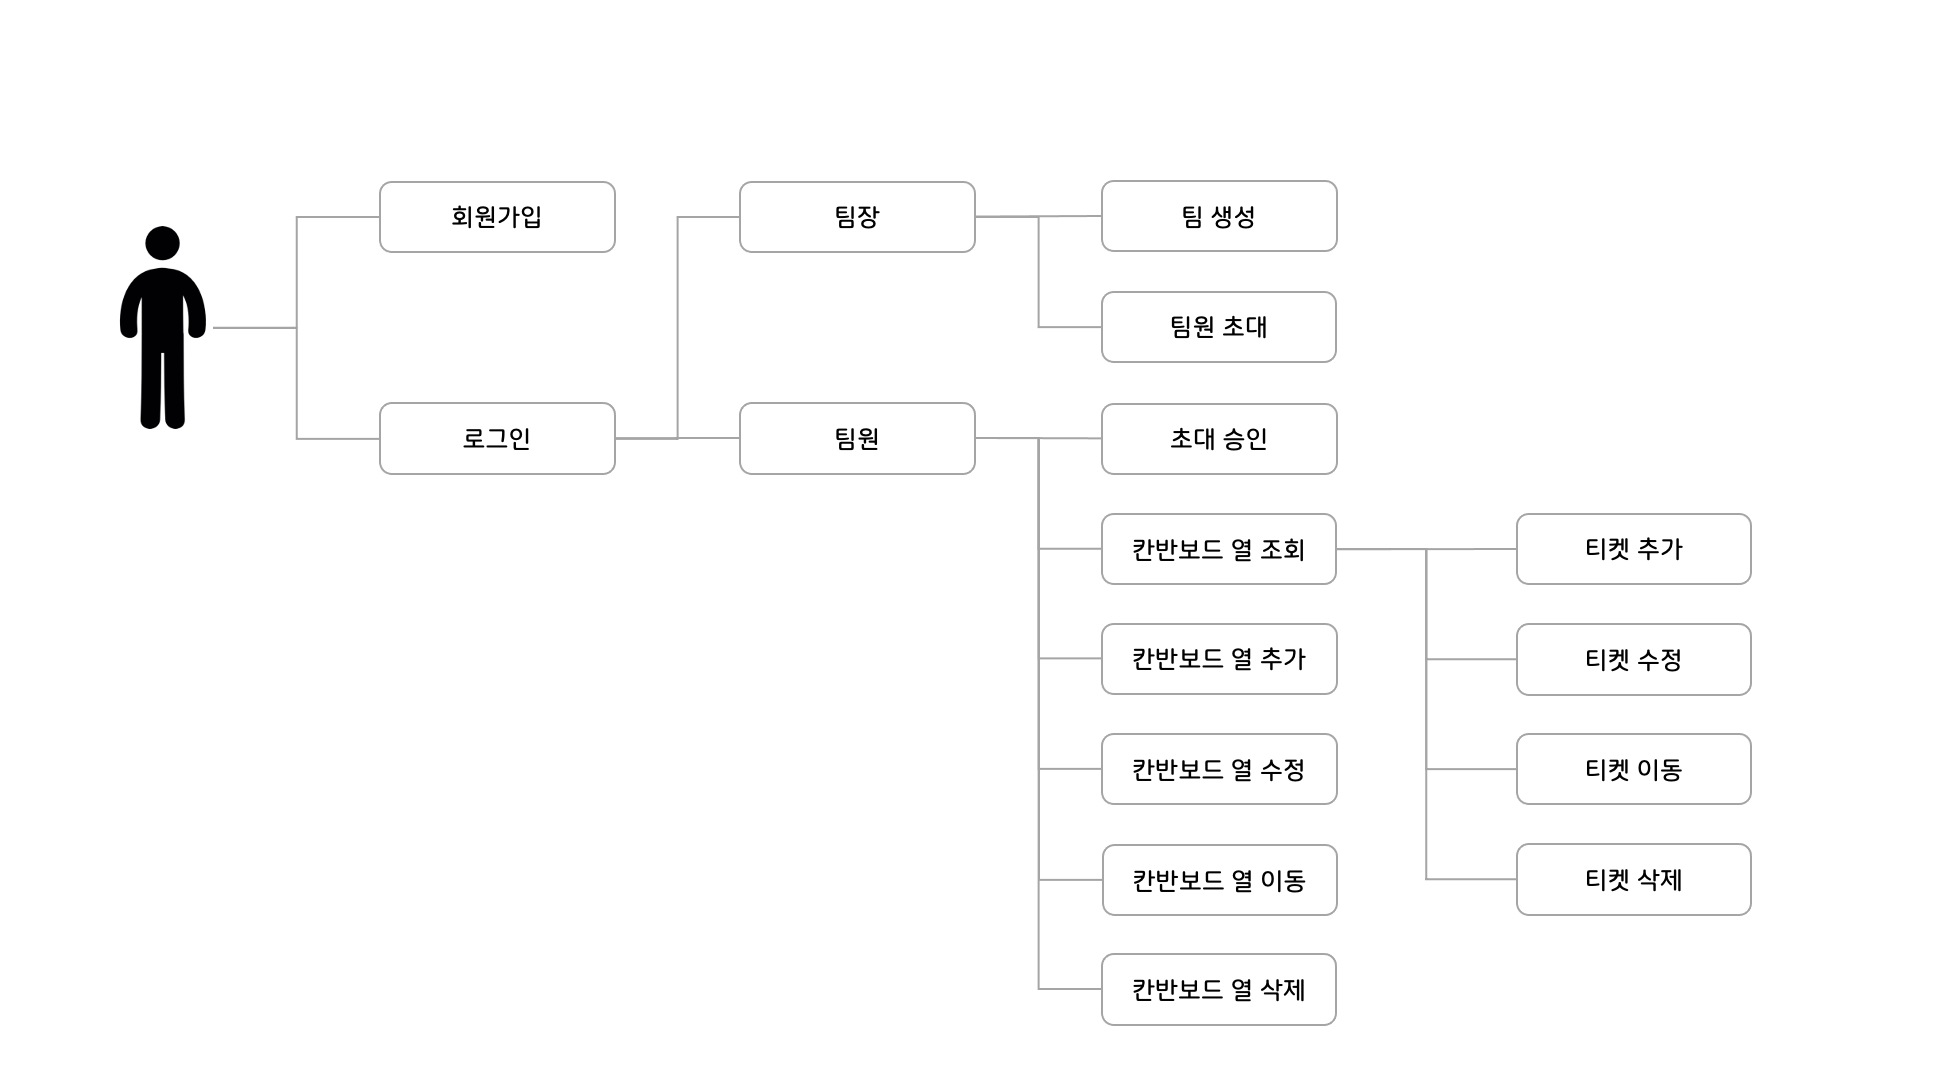 회원가입
로그인
팀장
팀원
팀 생성
팀원 초대
초대 승인
칸반보드 열 조회
칸반보드 열 추가
칸반보드 열 수정
칸반보드 열 이동
칸반보드 열 삭제
티켓 추가
티켓 수정
티켓 이동
티켓 삭제